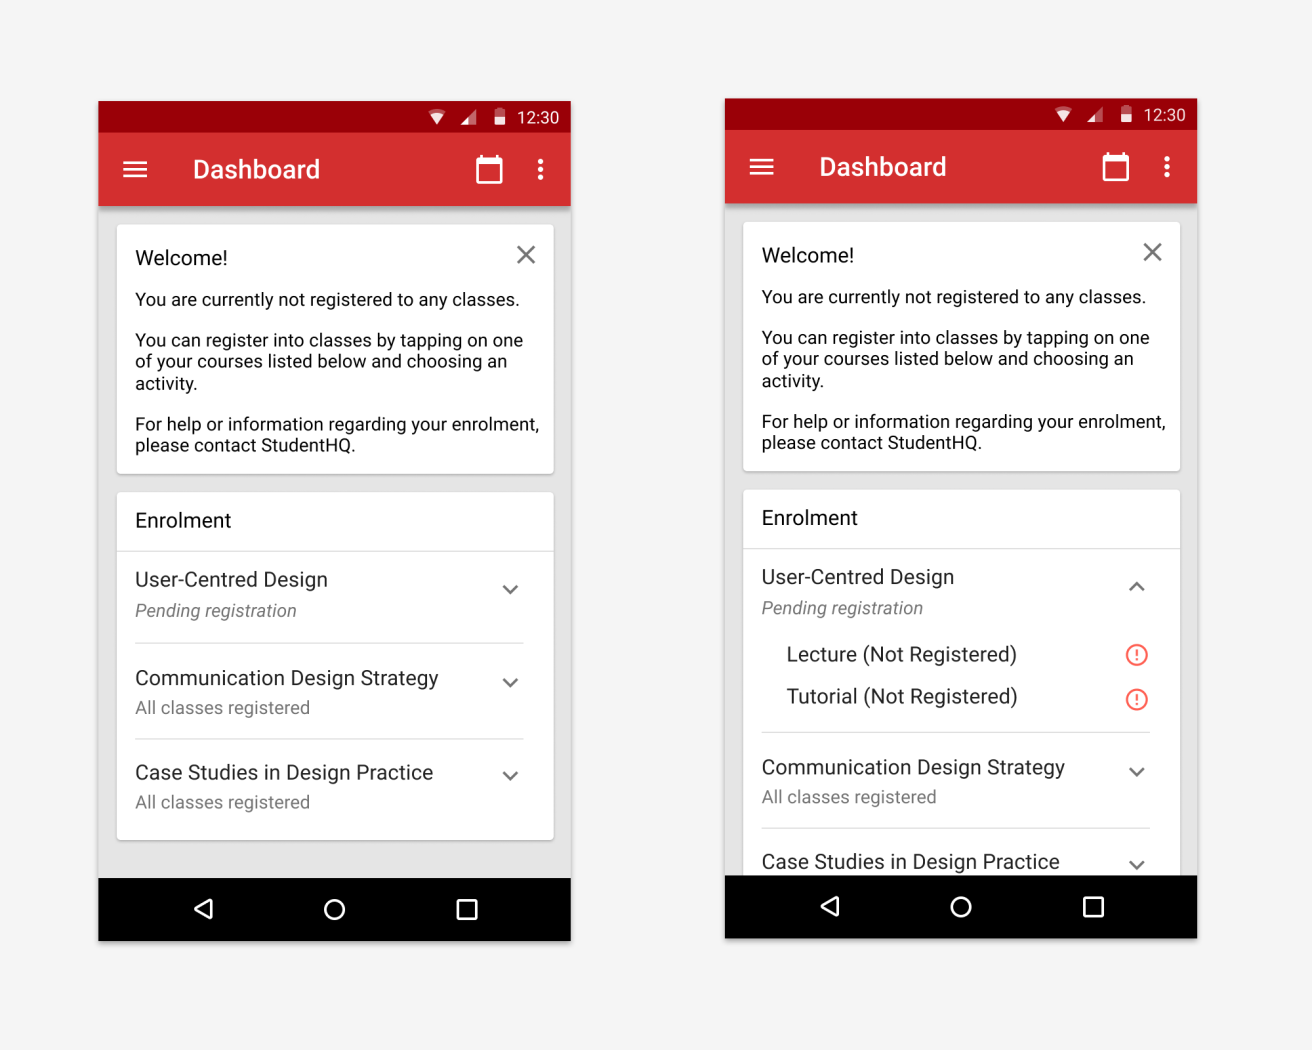 12:30
Dashboard
Welcome!
You are currently not registered to any classes.
You can register into classes by tapping on one
of your courses listed below and choosing an
activity.
For help or information regarding your enrolment,
please contact StudentHQ.
Enrolment
User-Centred Design
Pending registration
Communication Design Strategy
All classes registered
Case Studies in Design Practice
All classes registered
12:30
Dashboard
Welcome!
You are currently not registered to any classes.
You can register into classes by tapping on one
of your courses listed below and choosing an
activity.
For help or information regarding your enrolment,
please contact StudentHQ.
Enrolment
User-Centred Design
Pending registration
Lecture (Not Registered)
Tutorial (Not Registered)
Communication Design Strategy
All classes registered
Case Studies in Design Practice